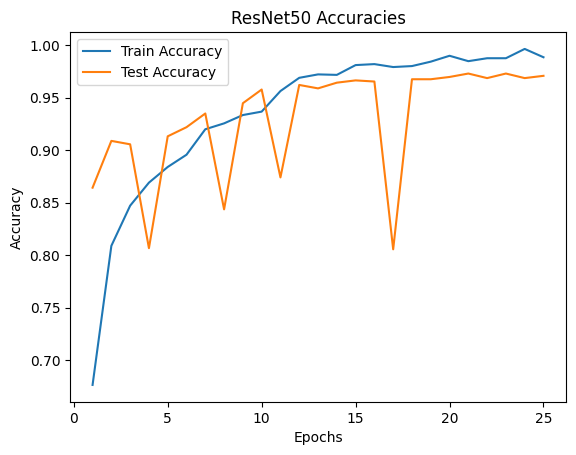 ResNet50 Accuracies
Train Accuracy
Test Accuracy
1.00
0.95
0.90
0.85
0.80
0.75
0.70
Accuracy
0 5 10 15 20 25
Epochs